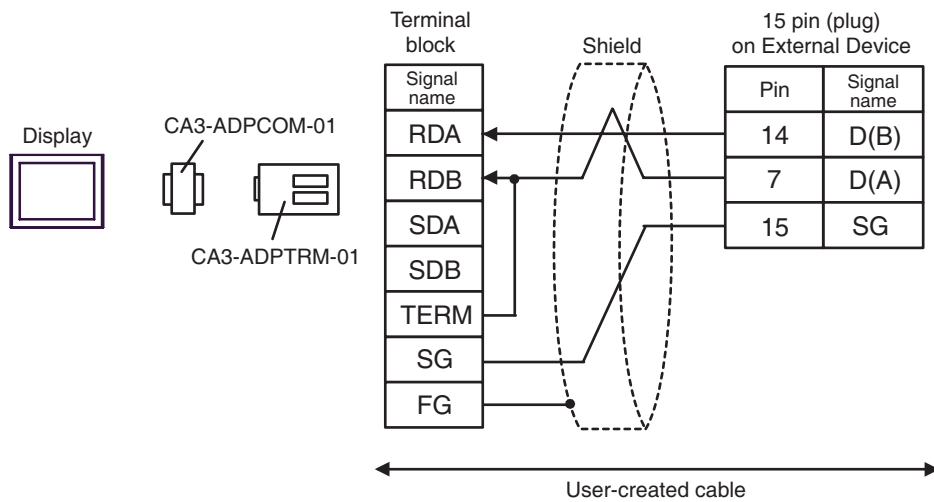 Terminal
block
Shield
15 pin (plug)
on External Device
Display
CA3-ADPCOM-01
CA3-ADPTRM-01
Signal
name
RDA
RDB
SDA
SDB
TERM
SG
FG
Pin
Signal
name
14
D(B)
7
D(A)
15
SG
User-created cable